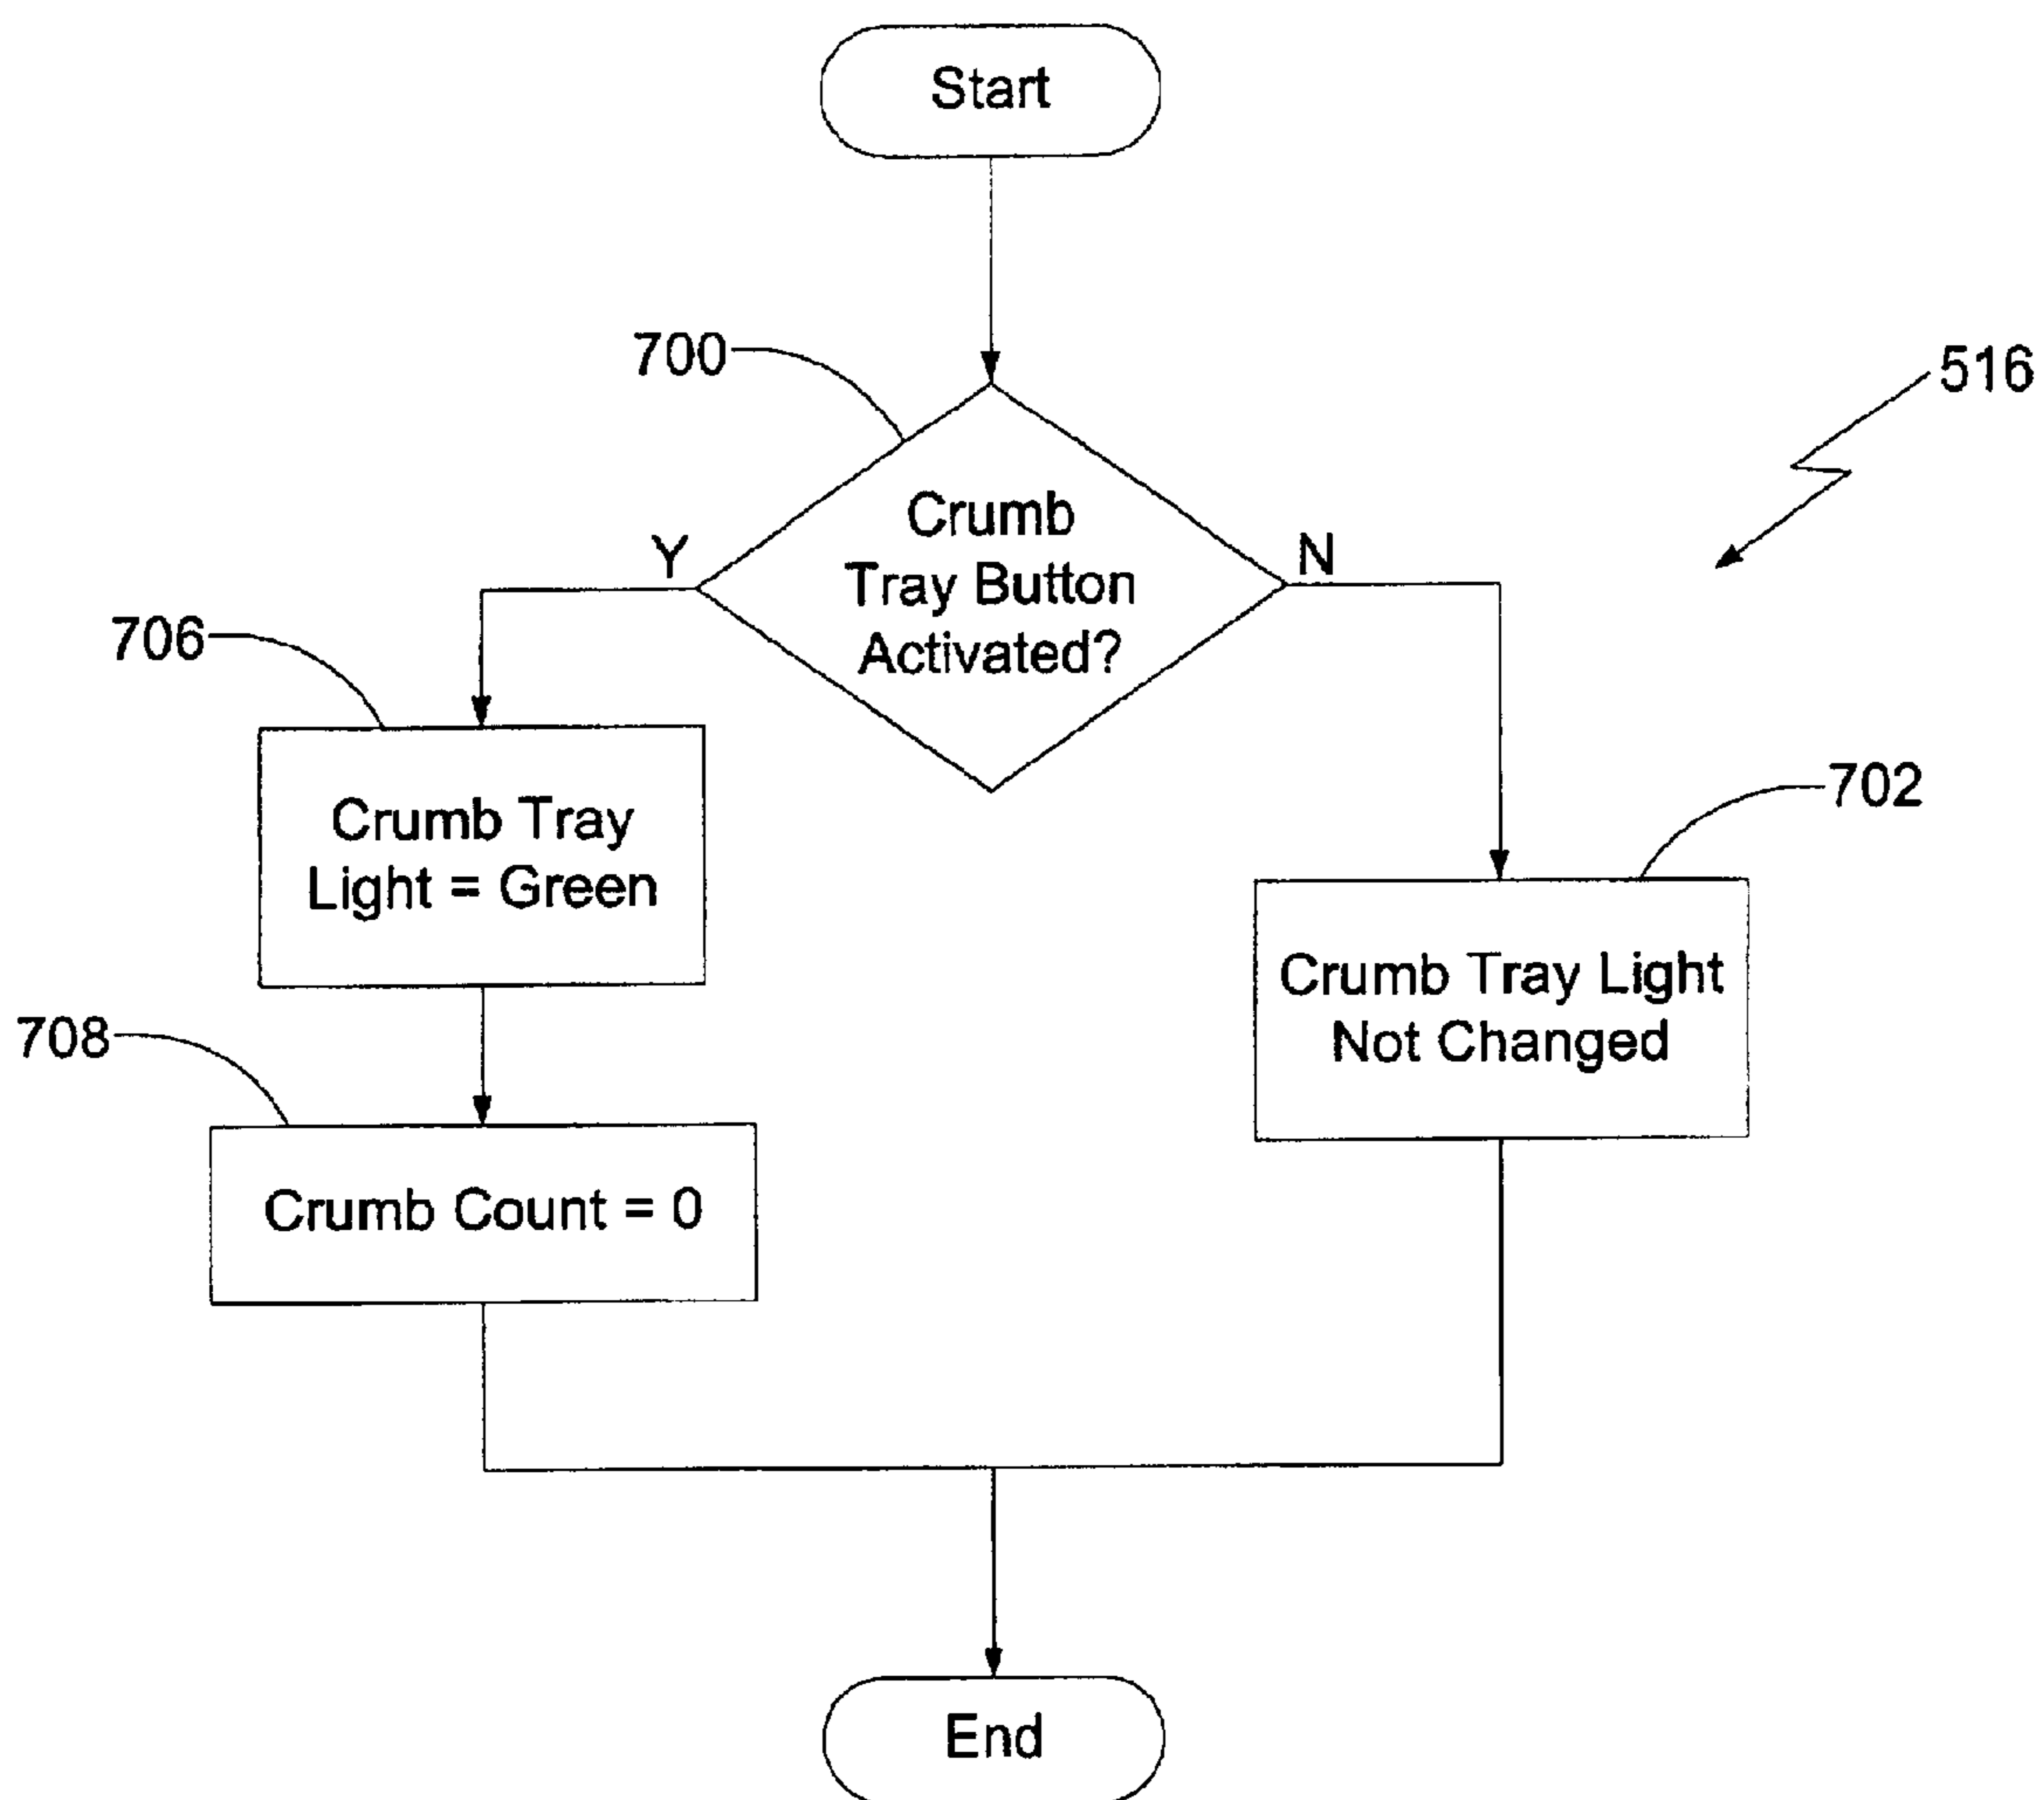 Start
700
516
Crumb
Tray Button
Activated?
Y
N
706
Crumb Tray
Light = Green
702
Crumb Tray Light
Not Changed
708
Crumb Count = 0
End